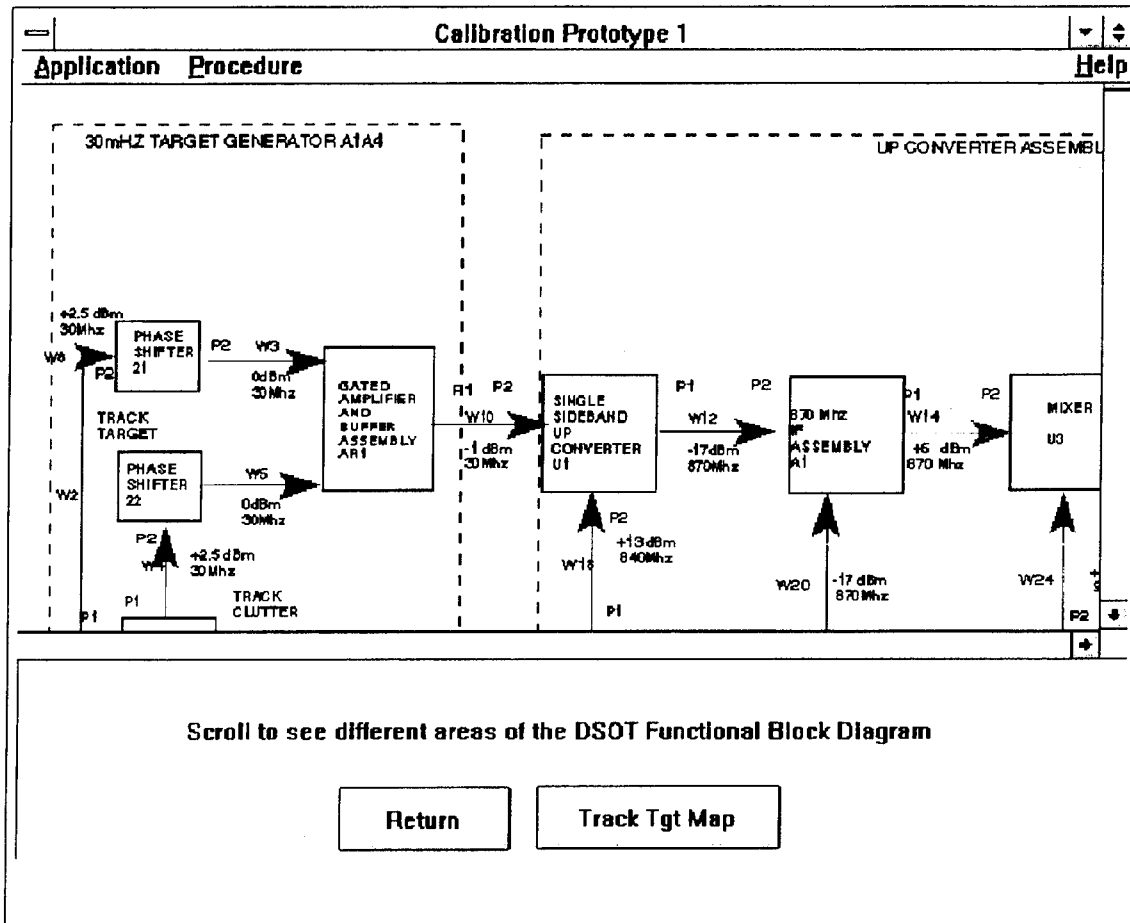 Calibration Prototype 1
Application Procedure Help
30mHZ TARGET GENERATOR A1A4
UP CONVERTER ASSEMBL
+2.5 dBm
30Mhz
P2
PHASE
SHIFTER
21
P2
W3
0dBm
30Mhz
GATED
AMPLIFIER
AND
BUFFER
ASSEMBLY
AR1
P2
W10
-1 dBm
30Mhz
SINGLE
SIDEBAND
UP
CONVERTER
U1
P1
W12
P2
-17dBm
870Mhz
870 Mhz
IF
ASSEMBLY
A1
P1
W14
P2
+6 dBm
870 Mhz
MIXER
U3
TRACK
TARGET
W2
PHASE
SHIFTER
22
W5
0dBm
30Mhz
P2
+2.5 dBm
30Mhz
P1
P1
TRACK
CLUTTER
P2
+13 dBm
840Mhz
P1
W20
-17 dBm
870Mhz
W24
P2
Scroll to see different areas of the DSOT Functional Block Diagram
Return
Track Tgt Map